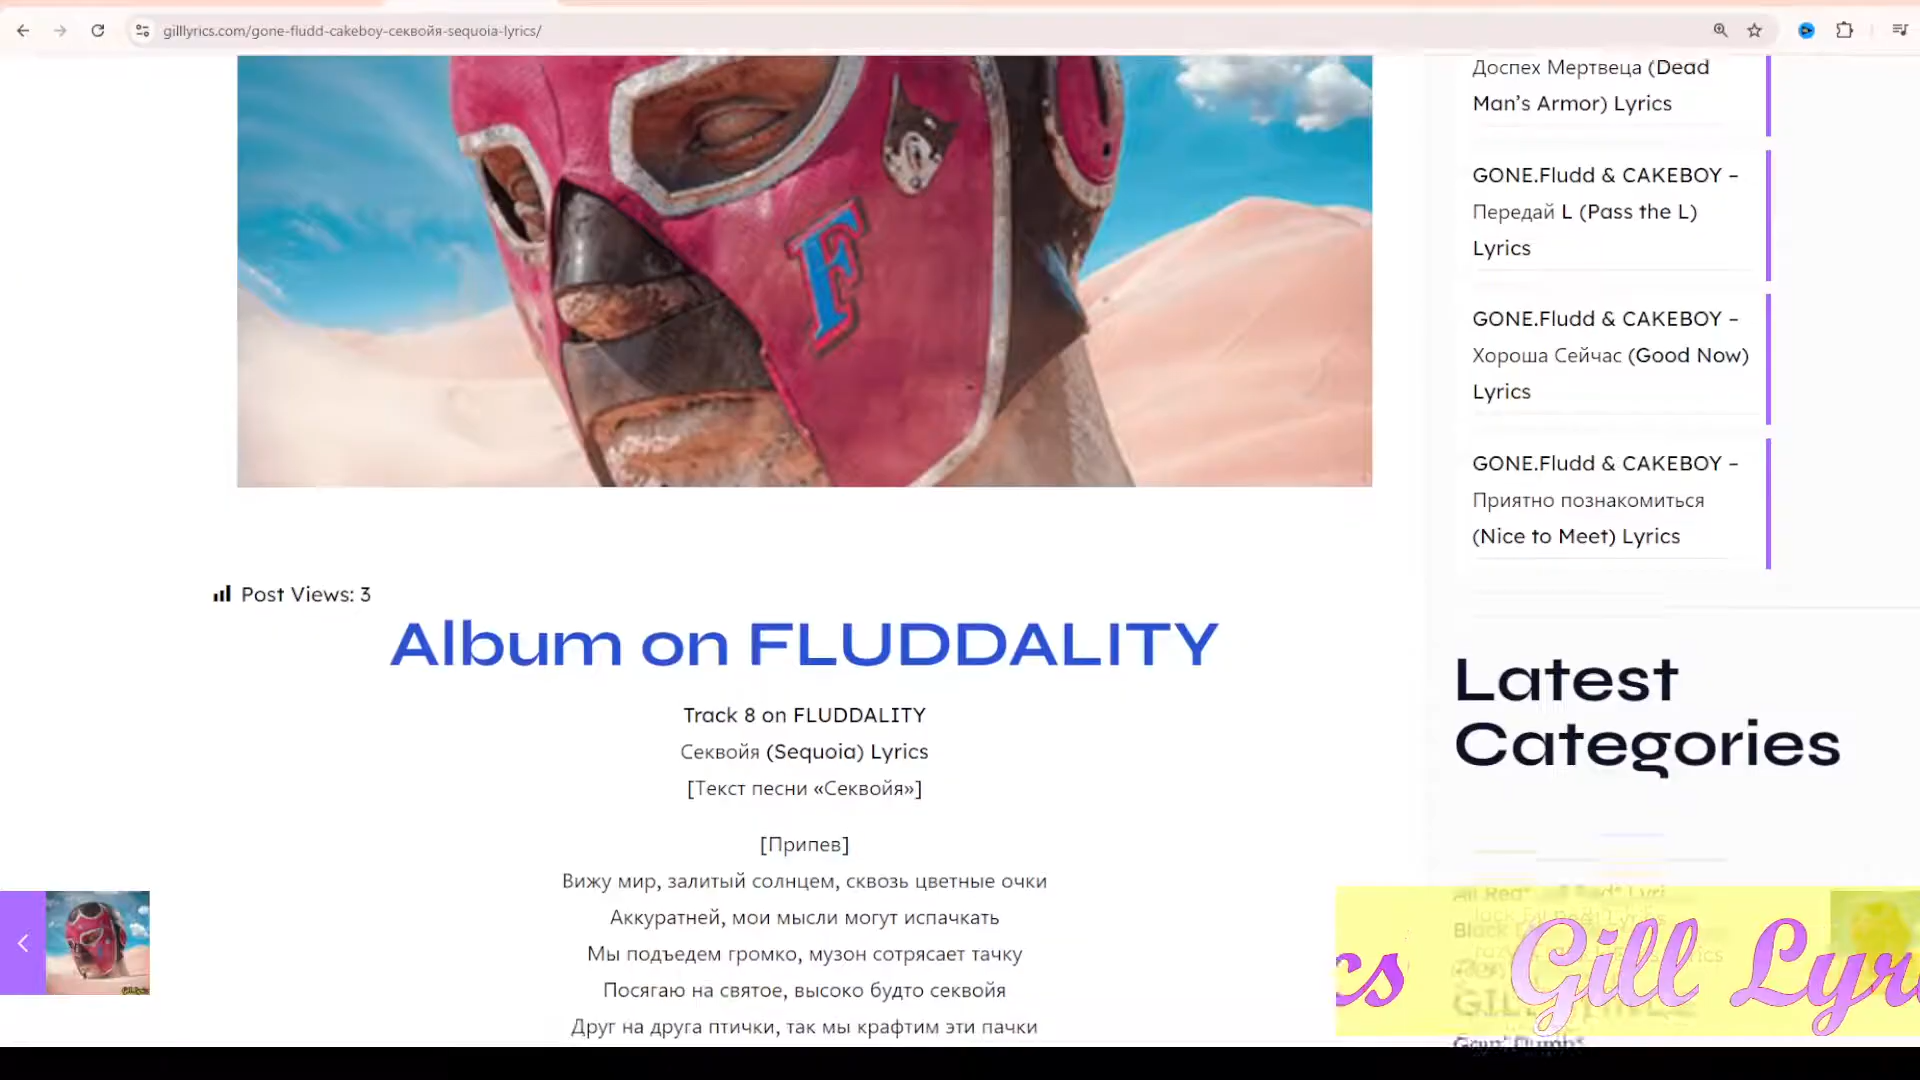 gilllyrics.com/gone-fludd-cakeboy-секвойя-sequoia-lyrics/
F
Post Views: 3
Album on FLUDDALITY
Track 8 on FLUDDALITY
Секвойя (Sequoia) Lyrics
[Текст песни «Секвойя»]
[Припев]
Вижу мир, залитый солнцем, сквозь цветные очки
Аккуратней, мои мысли могут испачкать
Мы подъедем громко, музон сотрясает тачку
Посягаю на святое, высоко будто секвойя
Друг на друга птички, так мы крафтим эти пачки
Доспех Мертвеца (Dead
Man’s Armor) Lyrics
GONE.Fludd & CAKEBOY –
Передай L (Pass the L)
Lyrics
GONE.Fludd & CAKEBOY –
Хороша Сейчас (Good Now)
Lyrics
GONE.Fludd & CAKEBOY –
Приятно познакомиться
(Nice to Meet) Lyrics
Latest
Categories
cs Gill Lyri